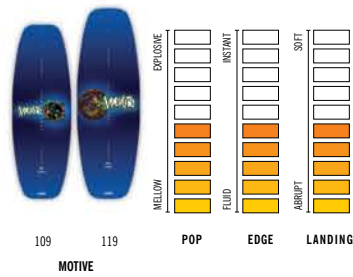 EXPLOSIVE
MELLOW
INSTANT
FLUID
SOFT
ABRUPT
109 119
POP EDGE LANDING
MOTIVE